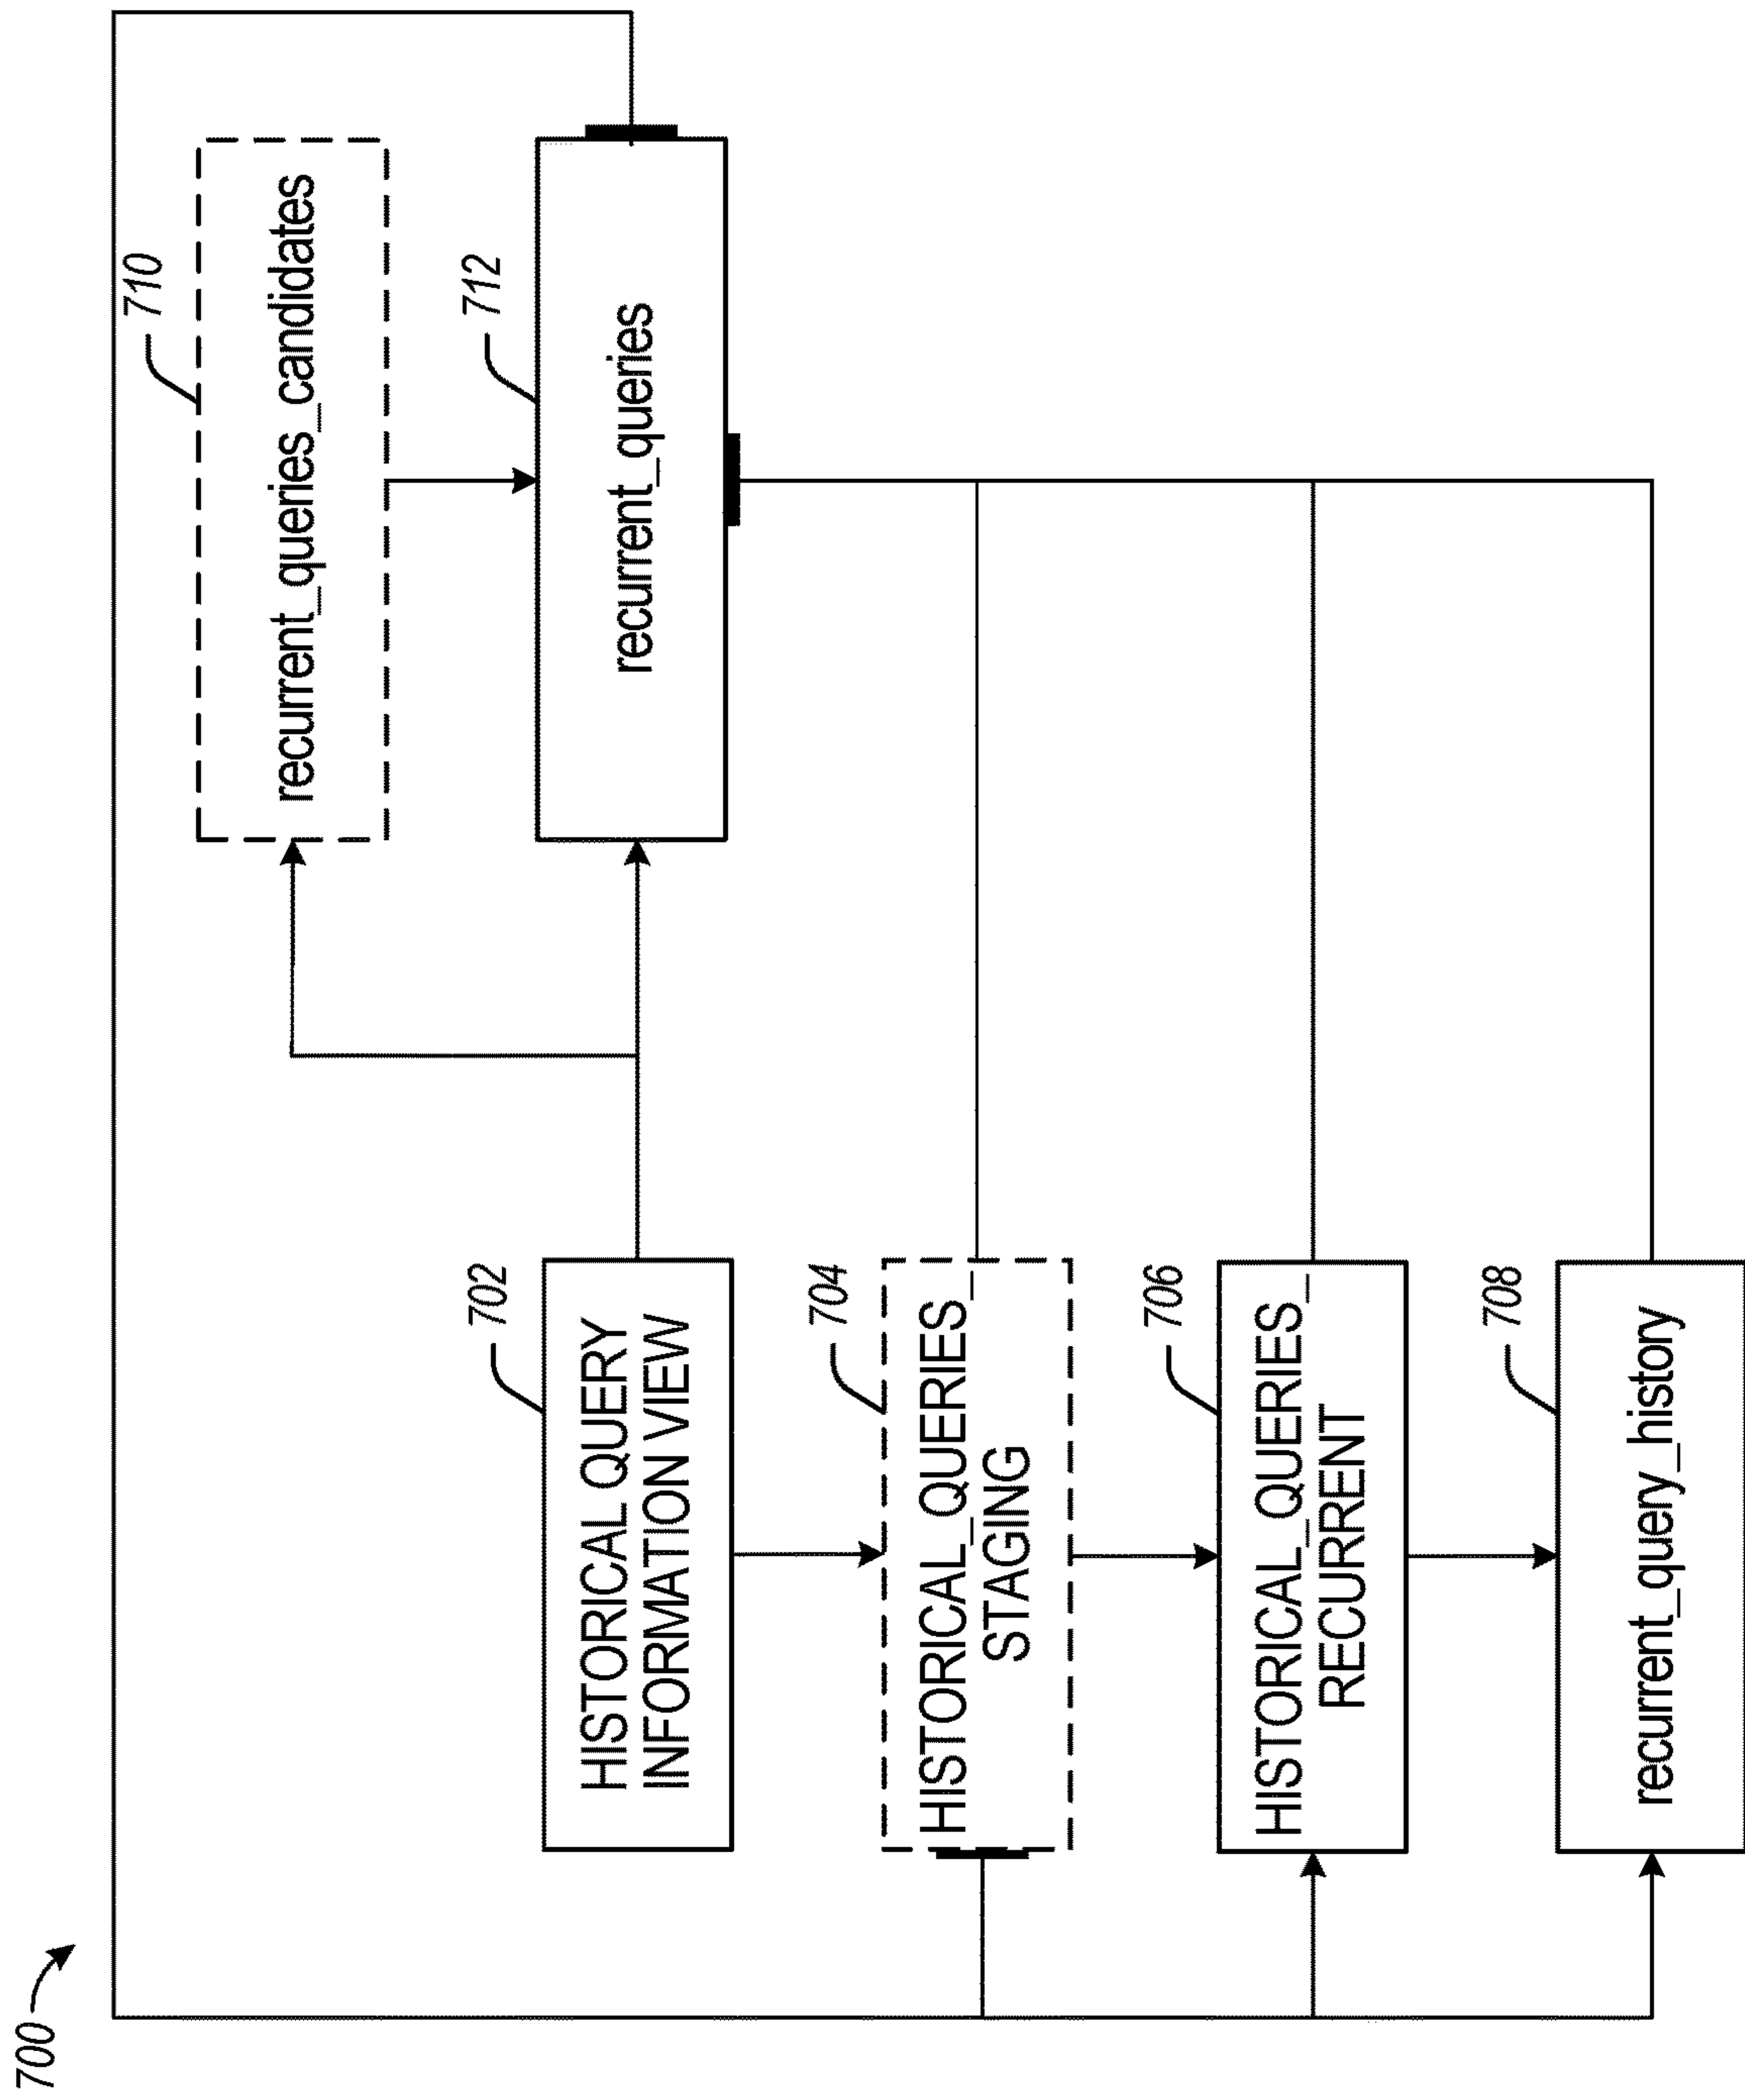 700
702
HISTORICAL QUERY
INFORMATION VIEW
704
HISTORICAL_QUERIES_
STAGING
706
HISTORICAL_QUERIES_
RECURRENT
708
recurrent_query_history
710
recurrent_queries_candidates
712
recurrent_queries